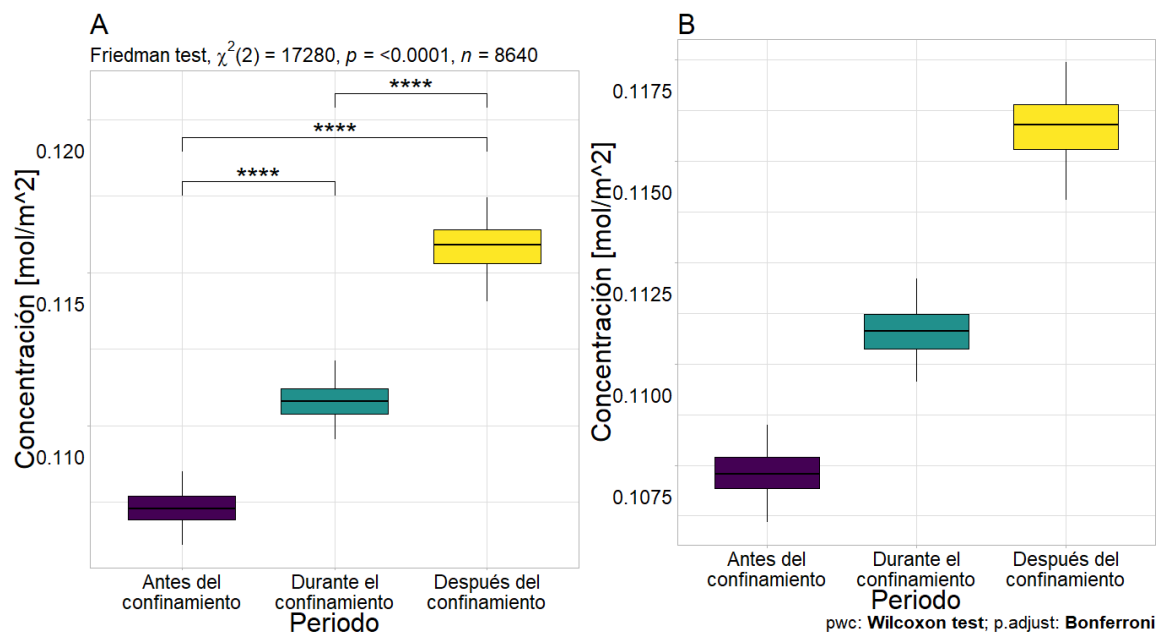 A
Friedman test, χ²(2) = 17280, p = <0.0001, n = 8640
****
****
****
Concentración [mol/m^2]
0.120
0.115
0.110
Antes del
confinamiento
Durante el
confinamiento
Después del
confinamiento
Periodo
B
Concentración [mol/m^2]
0.1175
0.1150
0.1125
0.1100
0.1075
Antes del
confinamiento
Durante el
confinamiento
Después del
confinamiento
Periodo
pwc: Wilcoxon test; p.adjust: Bonferroni